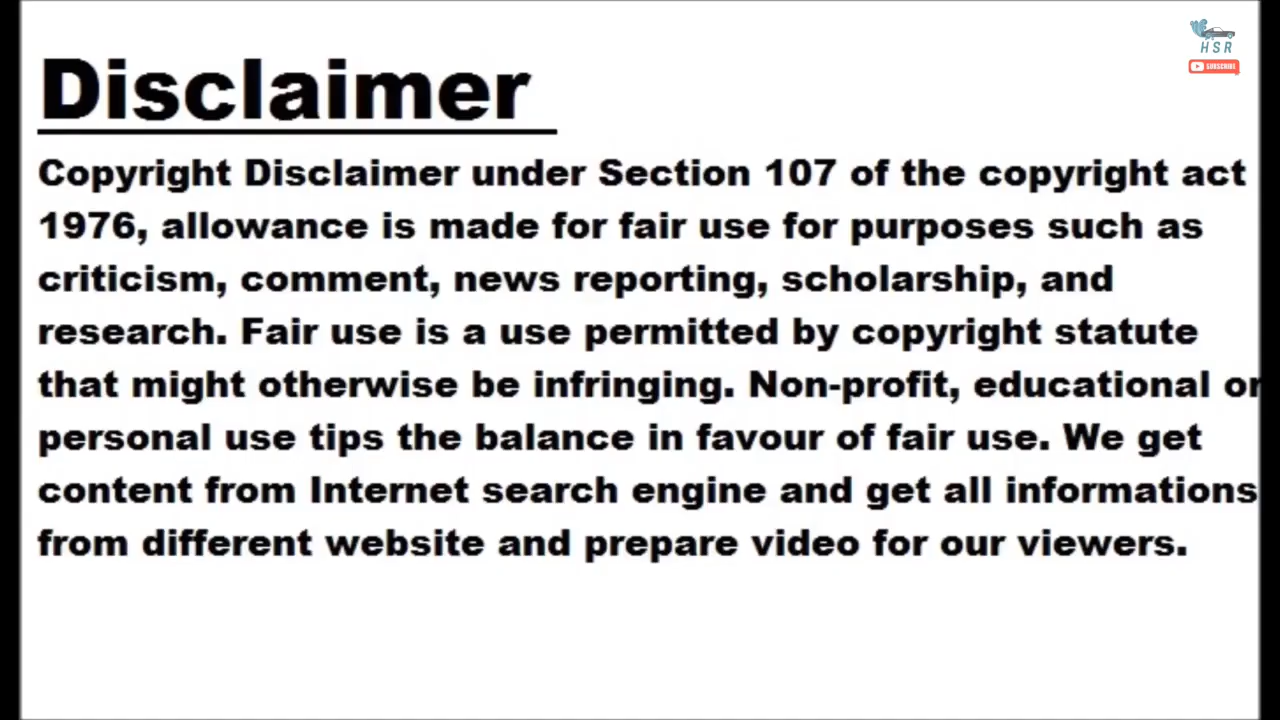 HSR
SUBSCRIBE
Disclaimer
Copyright Disclaimer under Section 107 of the copyright act
1976, allowance is made for fair use for purposes such as
criticism, comment, news reporting, scholarship, and
research. Fair use is a use permitted by copyright statute
that might otherwise be infringing. Non-profit, educational or
personal use tips the balance in favour of fair use. We get
content from Internet search engine and get all informations
from different website and prepare video for our viewers.